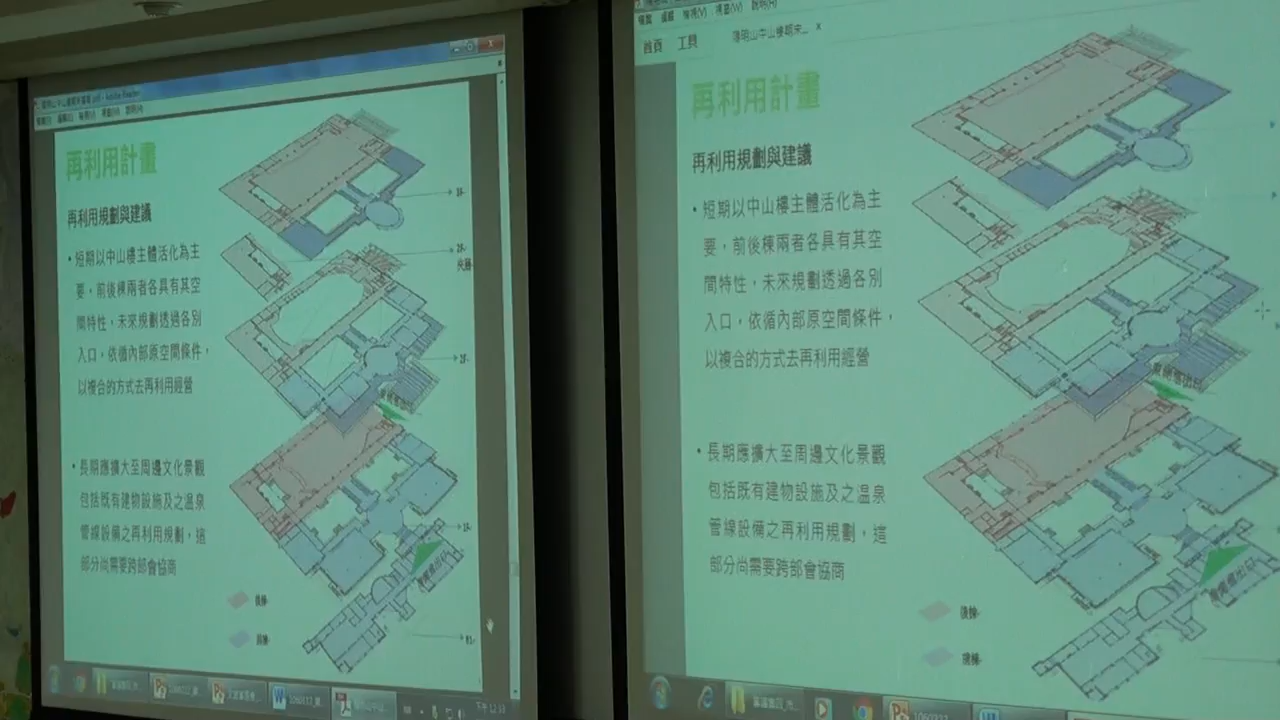 再利用計畫
再利用規劃與建議
•短期以中山樓主體活化為主
要，前後棟兩者各具有其空
間特性，未來規劃透過各別
入口，依循內部原空間條件，
以複合的方式去再利用經營
•長期應擴大至周邊文化景觀
包括既有建物設施及之溫泉
管線設備之再利用規劃，這
部分尚需要跨部會協商
後棟
首頁 工具
再利用計畫
再利用規劃與建議
•短期以中山樓主體活化為主
要，前後棟兩者各具有其空
間特性，未來規劃透過各別
入口，依循內部原空間條件，
以複合的方式去再利用經營
•長期應擴大至周邊文化景觀
包括既有建物設施及之溫泉
管線設備之再利用規劃，這
部分尚需要跨部會協商
後棟